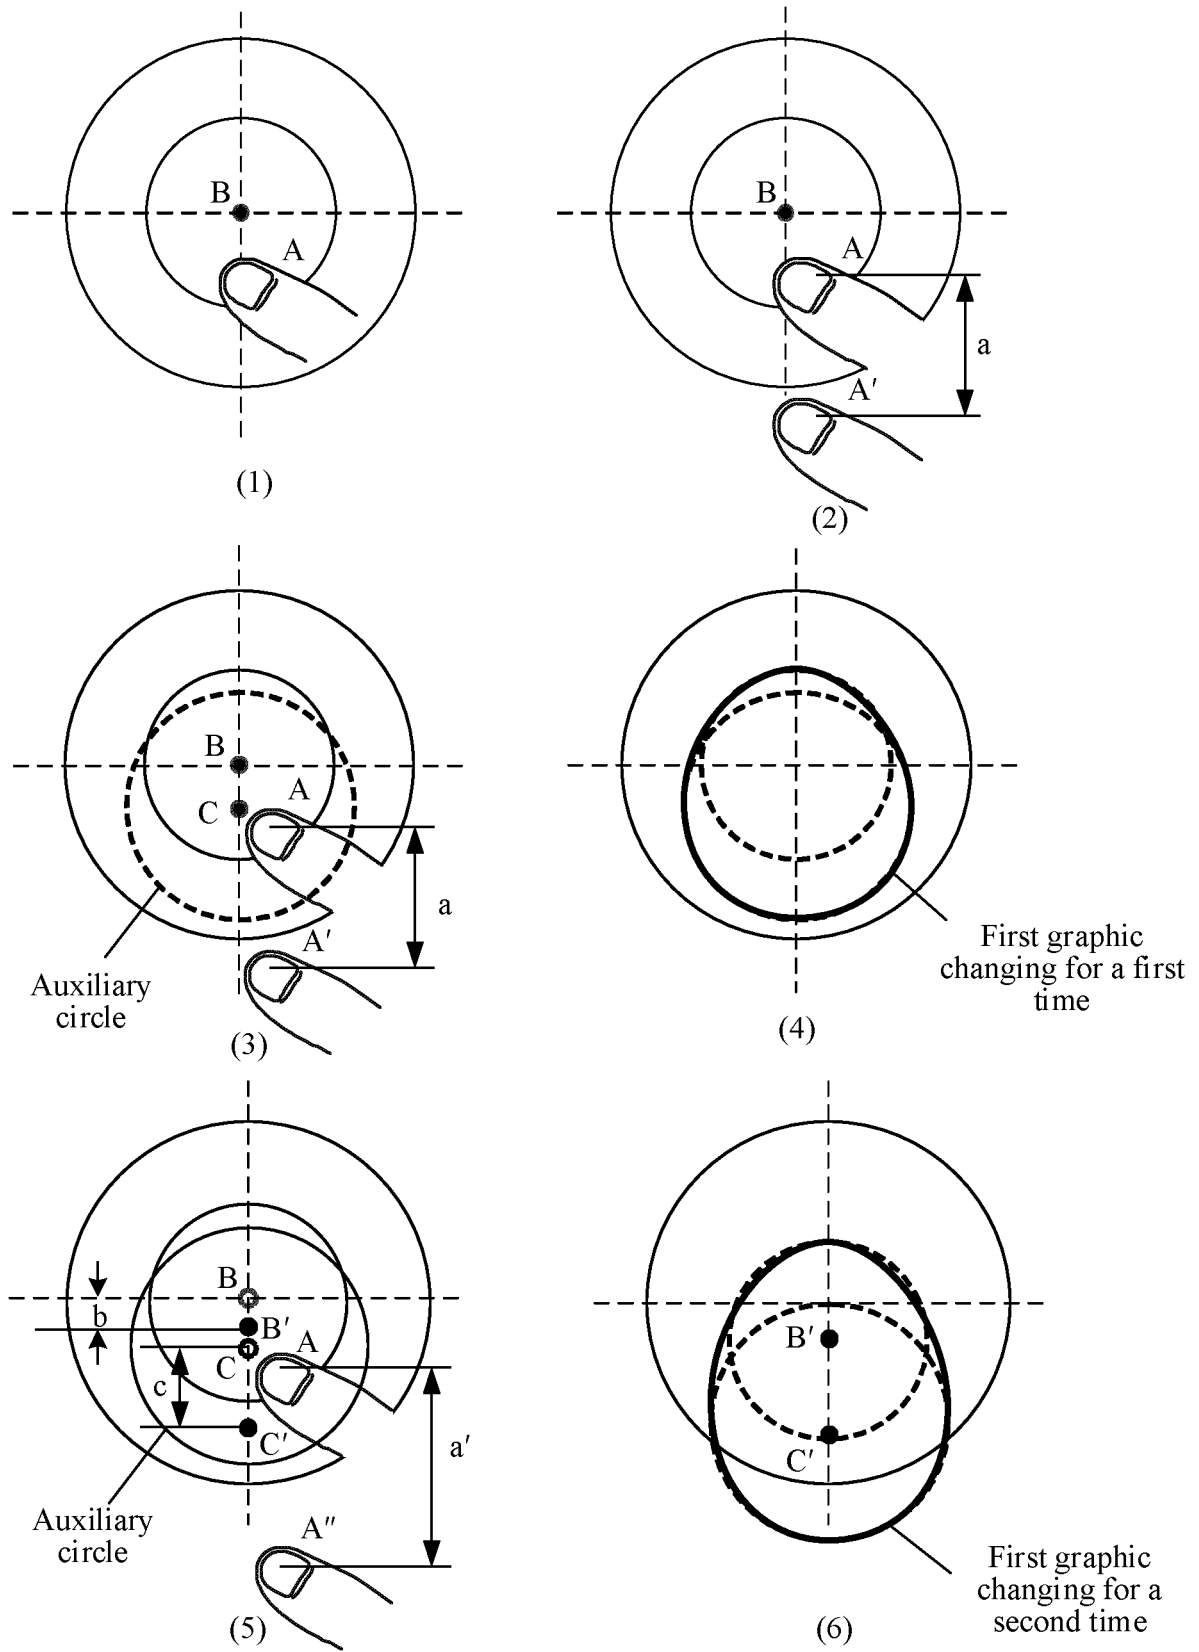 B
A
(1)
B
A
a
A′
(2)
B
A
C
a
A′
Auxiliary
circle
(3)
First graphic
changing for a first
time
(4)
B
b
B′
A
C
c
C′
a′
Auxiliary
circle
A″
(5)
B′
C′
First graphic
changing for a
second time
(6)